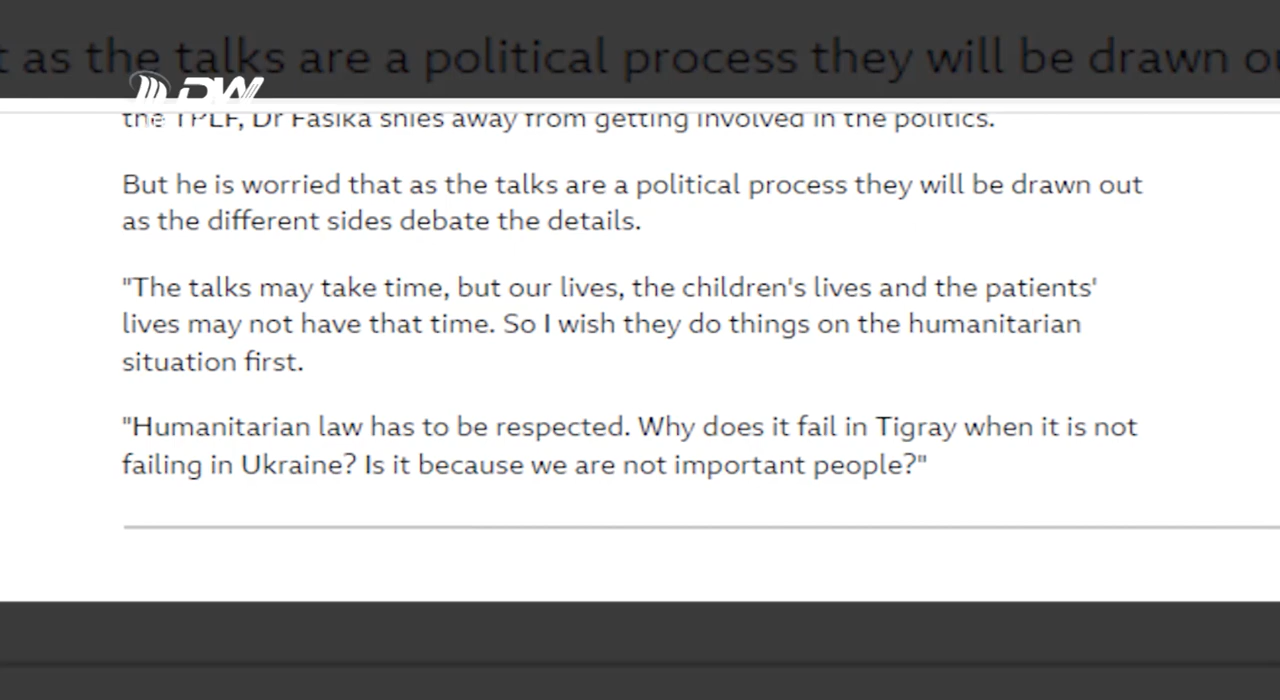 as the talks are a political process they will be drawn
DW
the TPLF, Dr Fasika shies away from getting involved in the politics.
But he is worried that as the talks are a political process they will be drawn out
as the different sides debate the details.
"The talks may take time, but our lives, the children's lives and the patients'
lives may not have that time. So I wish they do things on the humanitarian
situation first.
"Humanitarian law has to be respected. Why does it fail in Tigray when it is not
failing in Ukraine? Is it because we are not important people?"